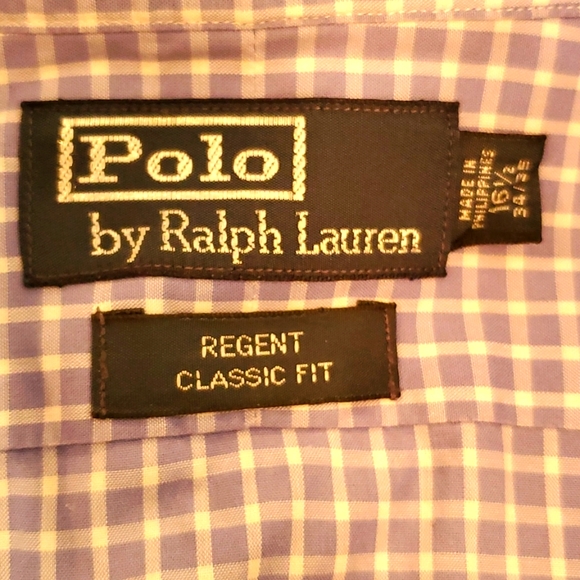 Polo
by Ralph Lauren
MADE IN
PHILIPPINES
16½
34/35
REGENT
CLASSIC FIT